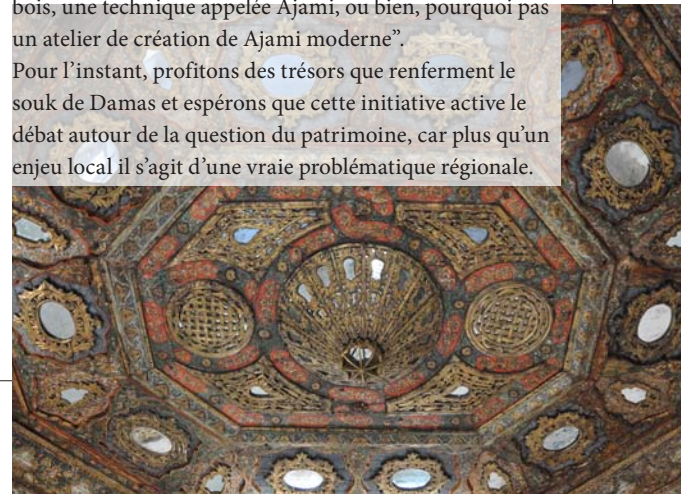 bois, une technique appelée Ajami, ou bien, pourquoi pas
un atelier de création de Ajami moderne”.
Pour l’instant, profitons des trésors que renferment le
souk de Damas et espérons que cette initiative active le
débat autour de la question du patrimoine, car plus qu’un
enjeu local il s’agit d’une vraie problématique régionale.